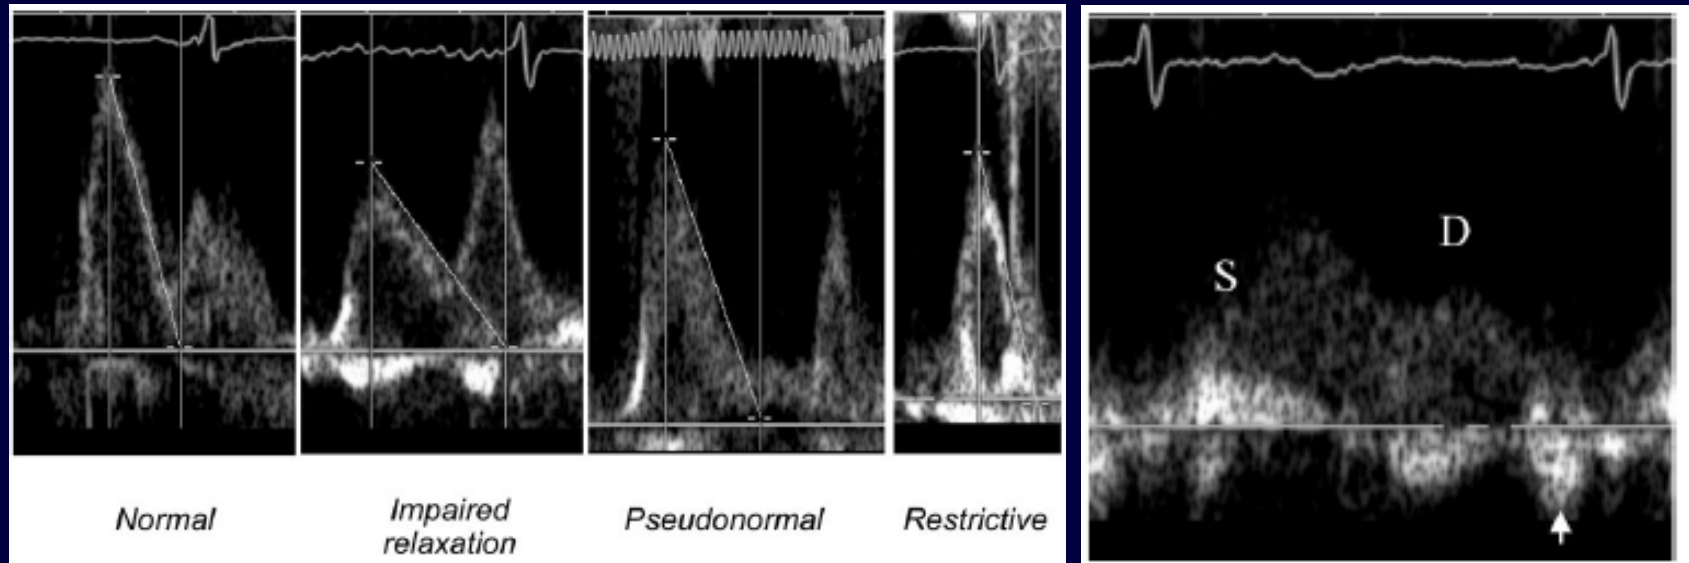 Normal
Impaired
relaxation
Pseudonormal
Restrictive
S
D